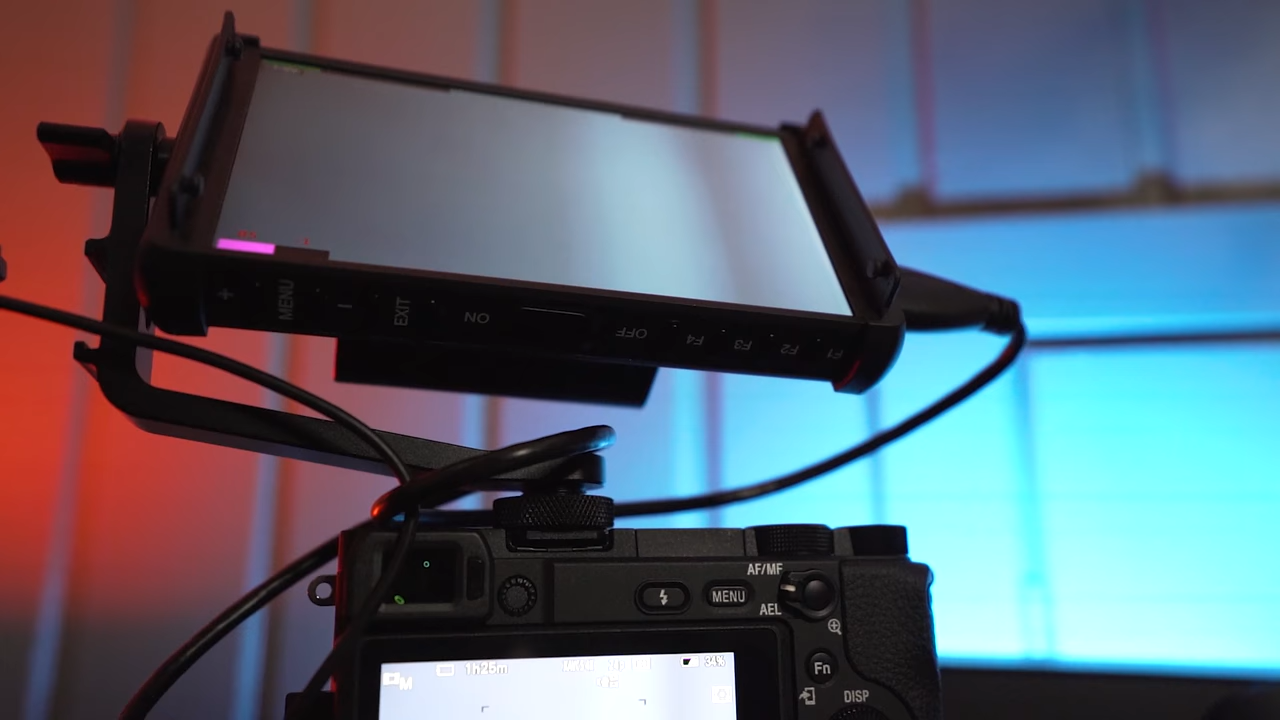 + MENU − EXIT ON OFF F4 F3 F2 F1
AF/MF
MENU
AEL
Fn
DISP
1h25m
34%
M